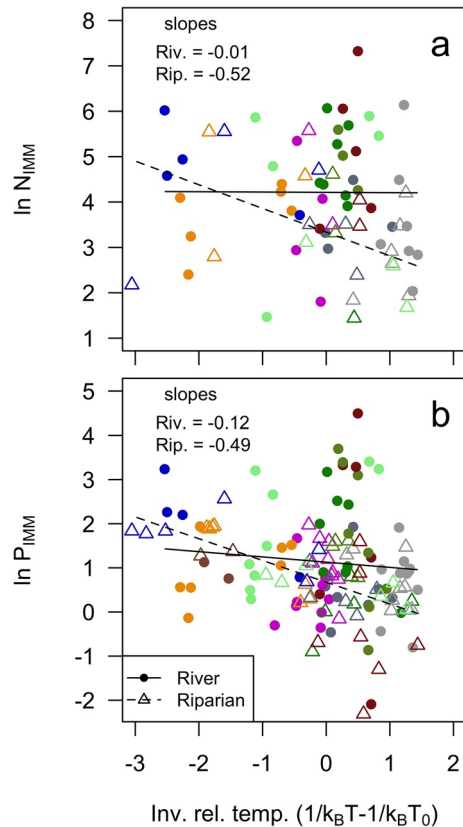 a
slopes
Riv. = -0.01
Rip. = -0.52
8
7
6
5
4
3
2
1
ln N_IMM
b
slopes
Riv. = -0.12
Rip. = -0.49
5
4
3
2
1
0
-1
-2
ln P_IMM
River
Riparian
-3 -2 -1 0 1 2
Inv. rel. temp. (1/k_BT-1/k_BT_0)